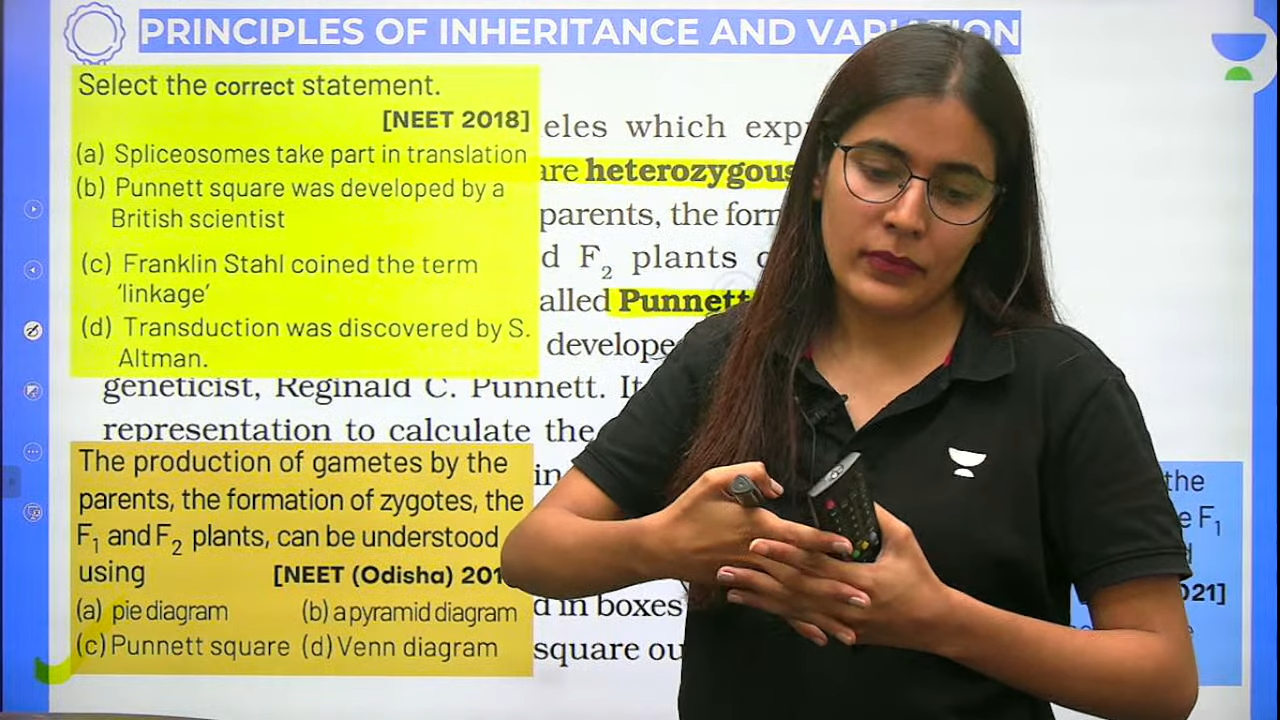 PRINCIPLES OF INHERITANCE AND
Select the correct statement.
[NEET 2018]
(a) Spliceosomes take part in translation
(b) Punnett square was developed by a
British scientist
(c) Franklin Stahl coined the term
'linkage'
(d) Transduction was discovered by S.
Altman.
eles which exp
are heterozygous
parents, the form
d F2 plants
alled Punnett
develope
geneticist, Reginald C. Punnett. It
representation to calculate the
in
d in boxes
square ou
The production of gametes by the
parents, the formation of zygotes, the
F1 and F2 plants, can be understood
using
[NEET (Odisha) 201
(a) pie diagram (b) a pyramid diagram
(c) Punnett square (d) Venn diagram
the
e F1
d
021]